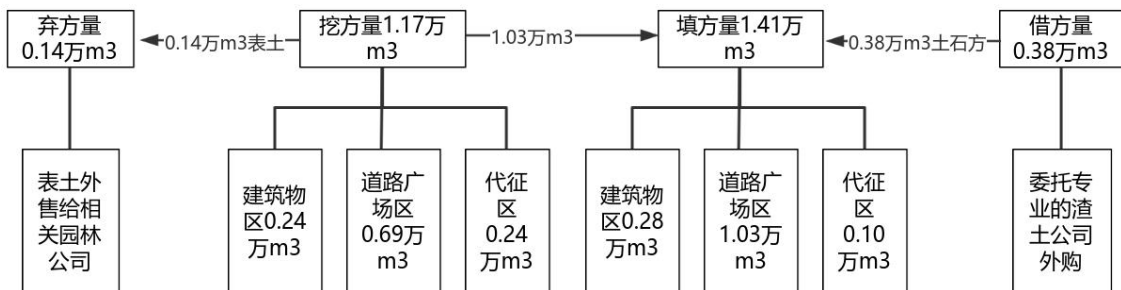 弃方量
0.14万m3
0.14万m3表土
挖方量1.17万
m3
1.03万m3
填方量1.41万
m3
0.38万m3土石方
借方量
0.38万m3
表土外
售给相
关园林
公司
建筑物
区0.24
万m3
道路广
场区
0.69万
m3
代征
区
0.24
万m3
建筑物
区0.28
万m3
道路广
场区
1.03万
m3
代征
区
0.10
万m3
委托专
业的渣
土公司
外购